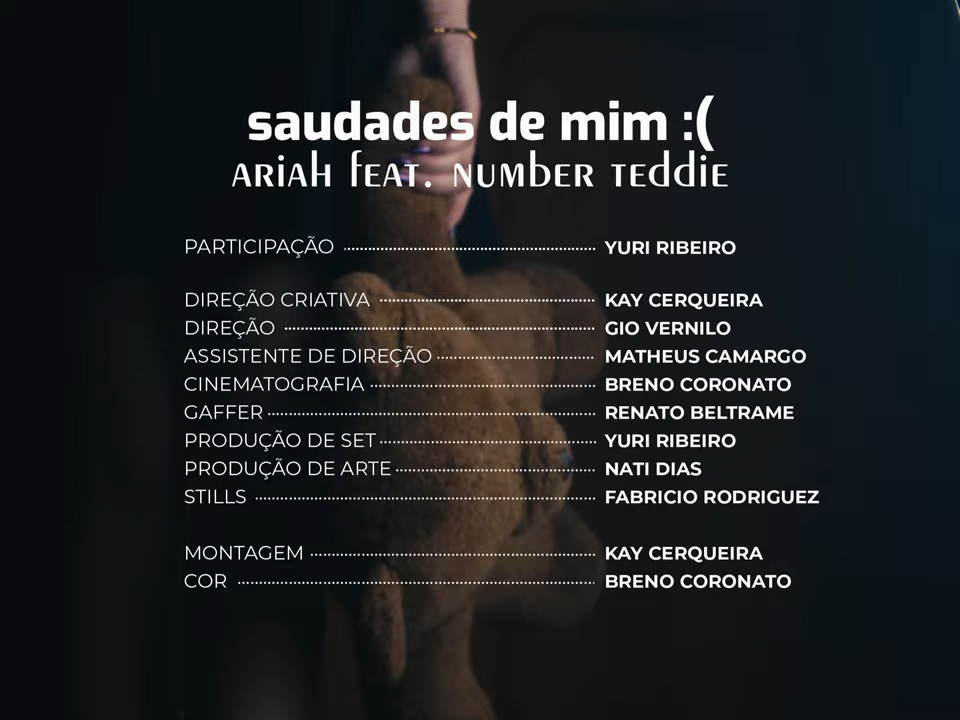 saudades de mim :(
ARIAH FEAT. NUMBER TEDDIE
PARTICIPAÇÃO YURI RIBEIRO
DIREÇÃO CRIATIVA KAY CERQUEIRA
DIREÇÃO GIO VERNILO
ASSISTENTE DE DIREÇÃO MATHEUS CAMARGO
CINEMATOGRAFIA BRENO CORONATO
GAFFER RENATO BELTRAME
PRODUÇÃO DE SET YURI RIBEIRO
PRODUÇÃO DE ARTE NATI DIAS
STILLS FABRICIO RODRIGUEZ
MONTAGEM KAY CERQUEIRA
COR BRENO CORONATO